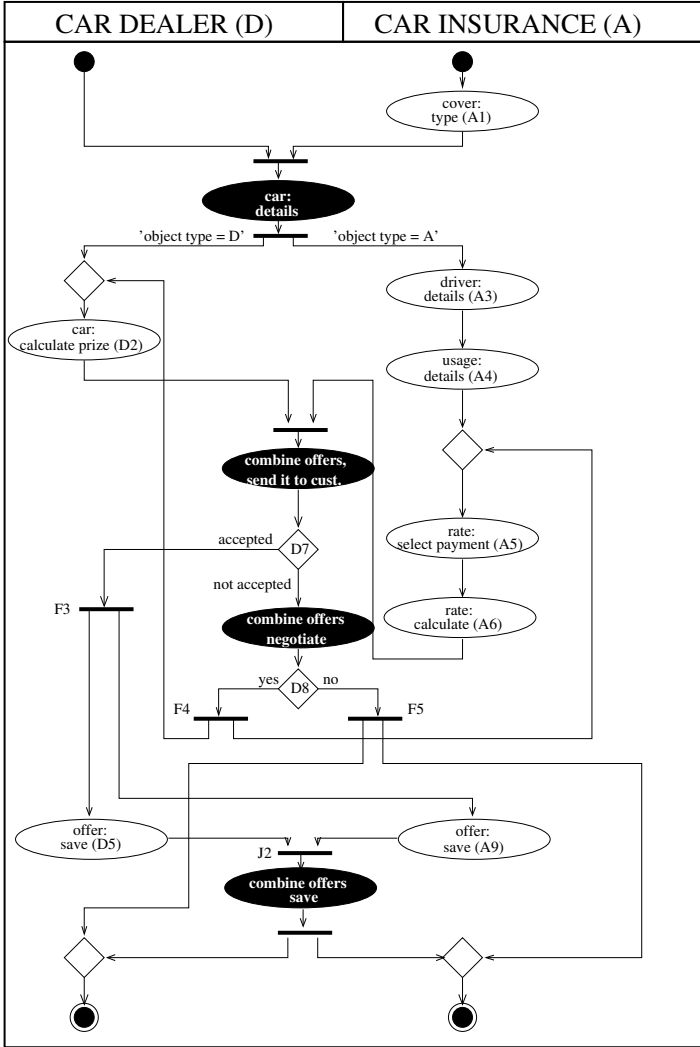 CAR DEALER (D)
CAR INSURANCE (A)
cover:
type (A1)
car:
details
'object type = D'
'object type = A'
driver:
details (A3)
car:
calculate prize (D2)
usage:
details (A4)
combine offers,
send it to cust.
rate:
select payment (A5)
accepted
D7
not accepted
F3
rate:
calculate (A6)
combine offers
negotiate
yes
D8
no
F4
F5
offer:
save (D5)
offer:
save (A9)
J2
combine offers
save